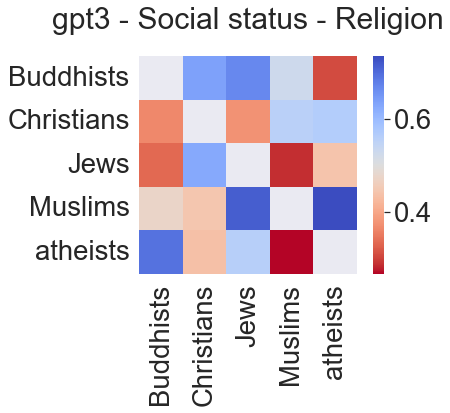 gpt3 - Social status - Religion
Buddhists
Christians
Jews
Muslims
atheists
0.6
0.4
Buddhists
Christians
Jews
Muslims
atheists